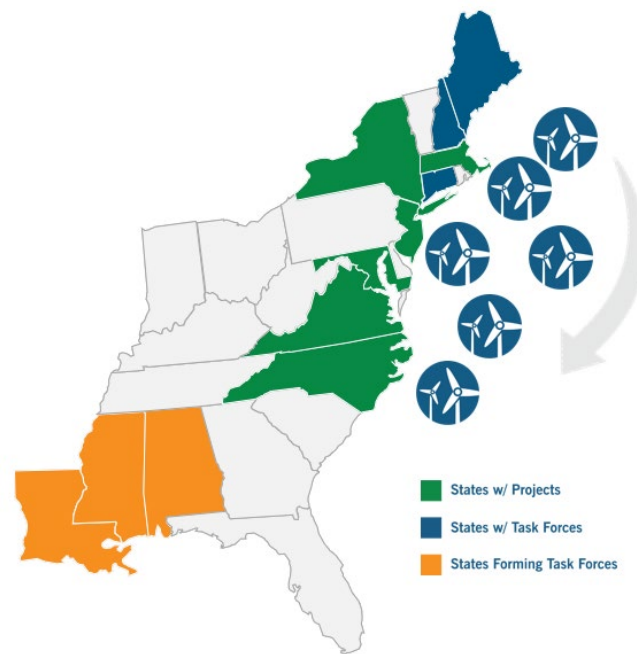 States w/ Projects
States w/ Task Forces
States Forming Task Forces